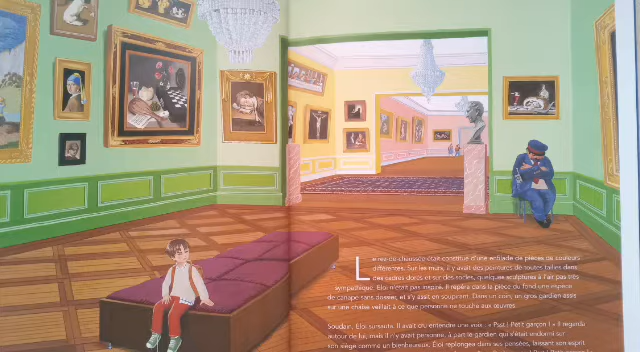 Le rez-de-chaussée était constitué d'une enfilade de pièces de couleurs
différentes. Sur les murs, il y avait des peintures de toutes tailles dans
des cadres dorés et sur des socles, quelques sculptures à l'air pas très
sympathique. Eloi n'était pas inspiré. Il repéra dans la pièce du fond une espèce
de canapé sans dossier, et s'y assit en soupirant. Dans un coin, un gros gardien assis
sur une chaise veillait à ce que personne ne touche aux œuvres.
Soudain, Eloi sursauta. Il avait cru entendre une voix : « Psst ! Petit garçon ! » Il regarda
autour de lui, mais il n'y avait personne, à part le gardien qui s'était endormi sur
son siège comme un bienheureux. Eloi replongea dans ses pensées, laissant son esprit